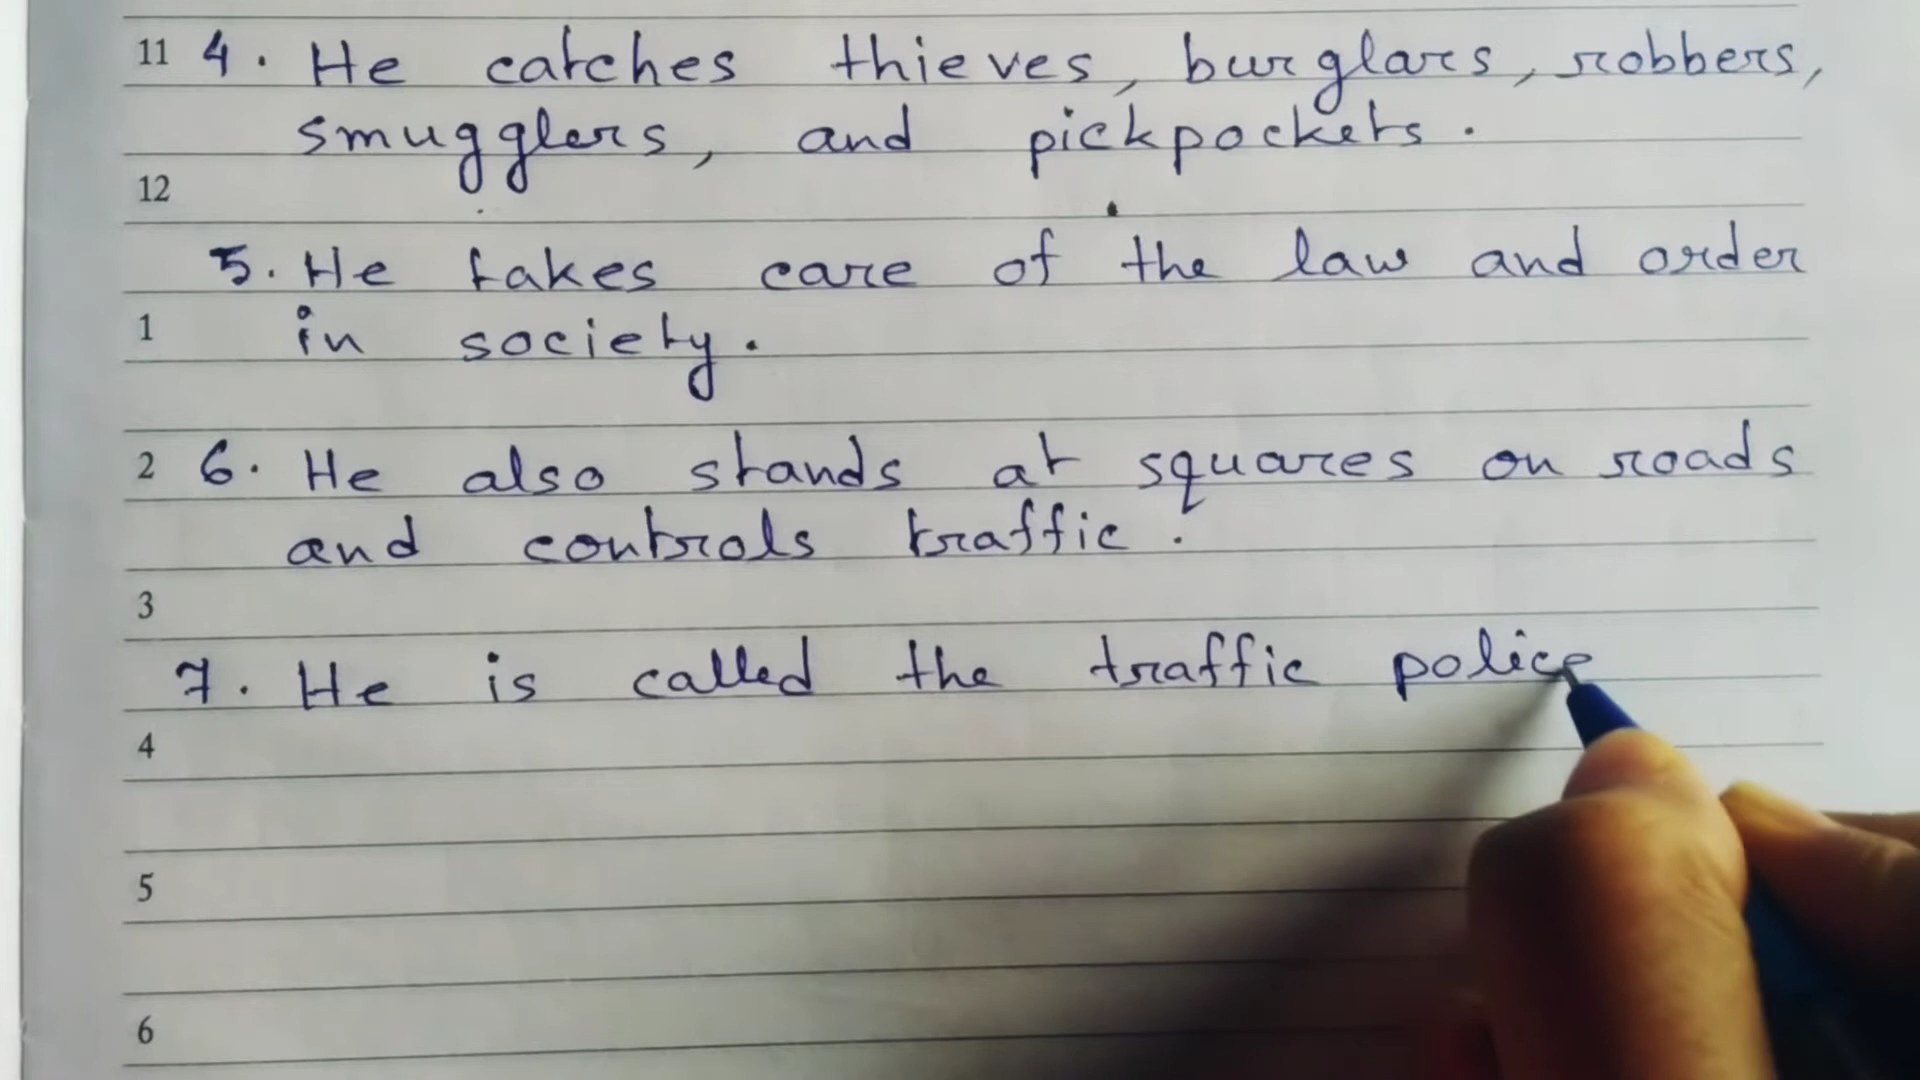 11 4. He catches thieves, burglars, robbers,
smugglers, and pickpockets.
12
5. He takes care of the law and order
1 in society.
2 6. He also stands at squares on roads
and controls traffic.
3
7. He is called the traffic police
4
5
6